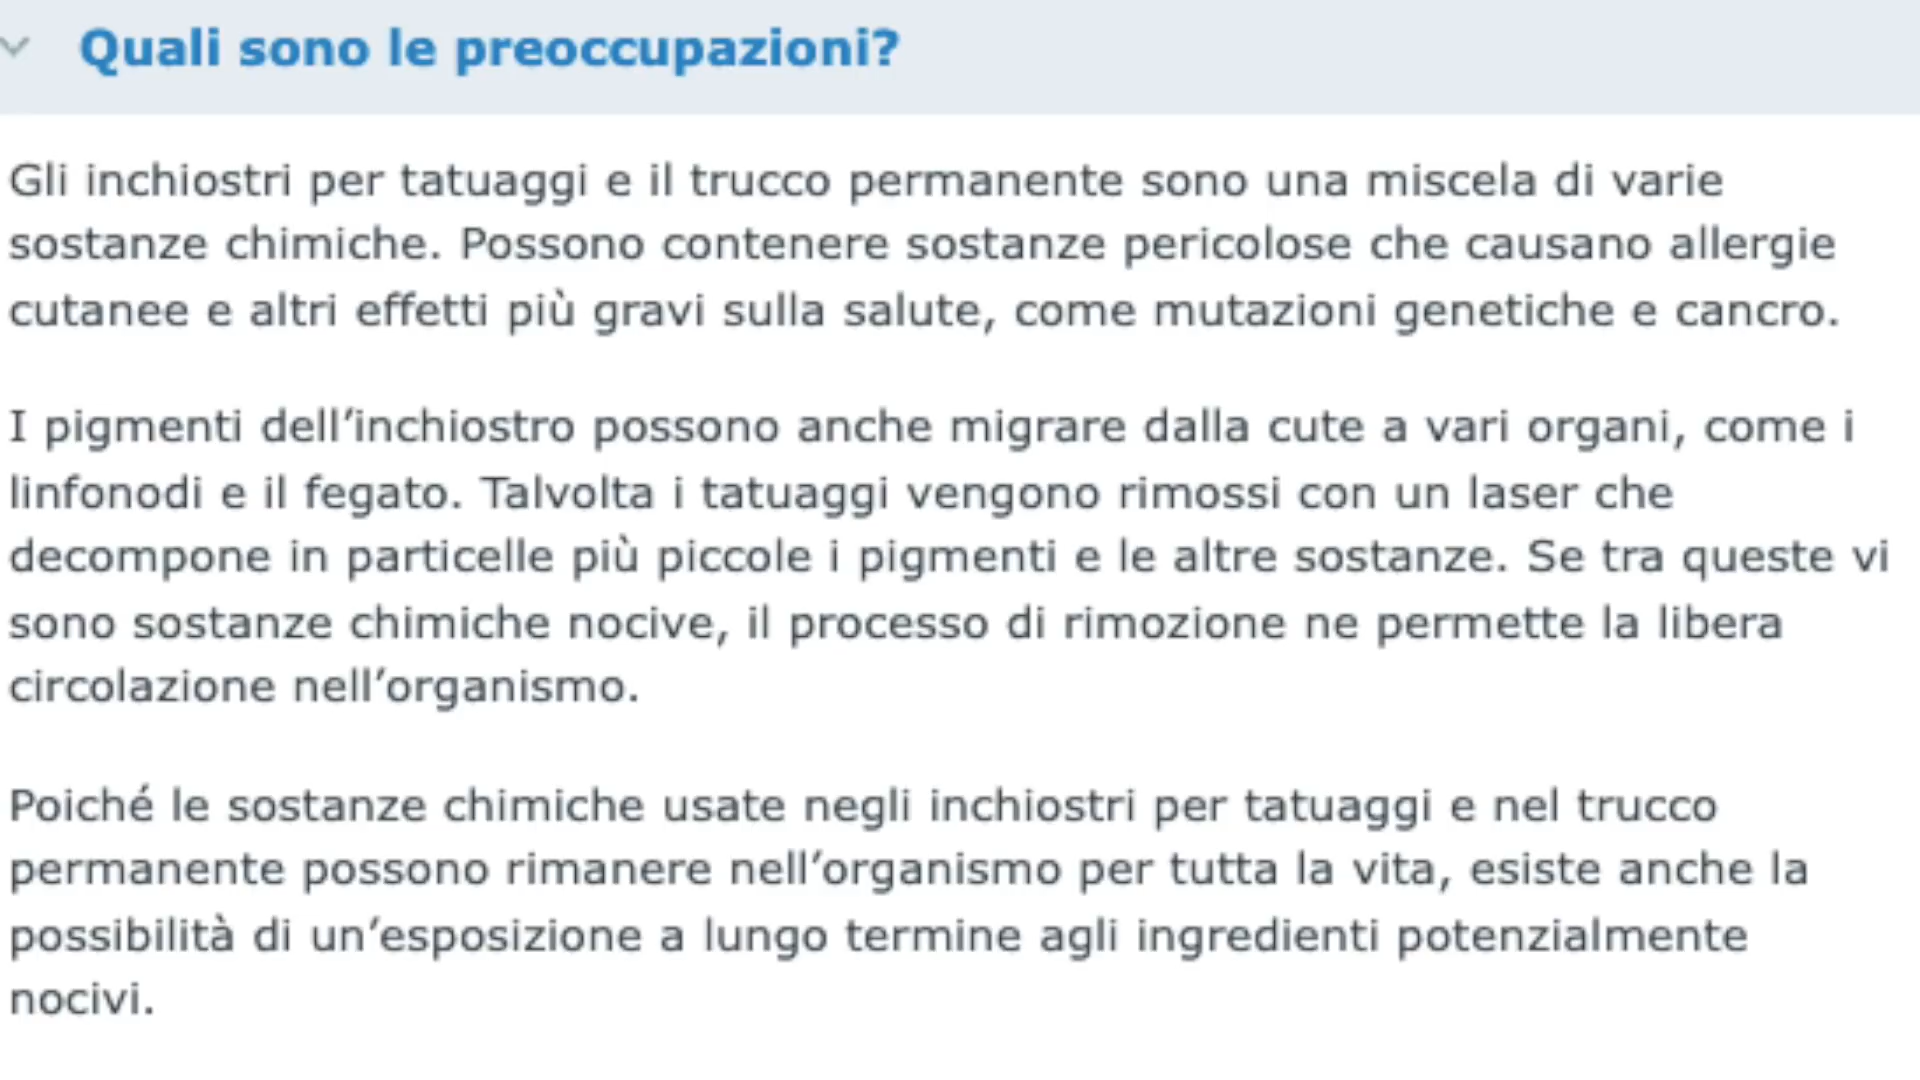 Quali sono le preoccupazioni?
Gli inchiostri per tatuaggi e il trucco permanente sono una miscela di varie
sostanze chimiche. Possono contenere sostanze pericolose che causano allergie
cutanee e altri effetti più gravi sulla salute, come mutazioni genetiche e cancro.
I pigmenti dell’inchiostro possono anche migrare dalla cute a vari organi, come i
linfonodi e il fegato. Talvolta i tatuaggi vengono rimossi con un laser che
decompone in particelle più piccole i pigmenti e le altre sostanze. Se tra queste vi
sono sostanze chimiche nocive, il processo di rimozione ne permette la libera
circolazione nell’organismo.
Poiché le sostanze chimiche usate negli inchiostri per tatuaggi e nel trucco
permanente possono rimanere nell’organismo per tutta la vita, esiste anche la
possibilità di un’esposizione a lungo termine agli ingredienti potenzialmente
nocivi.